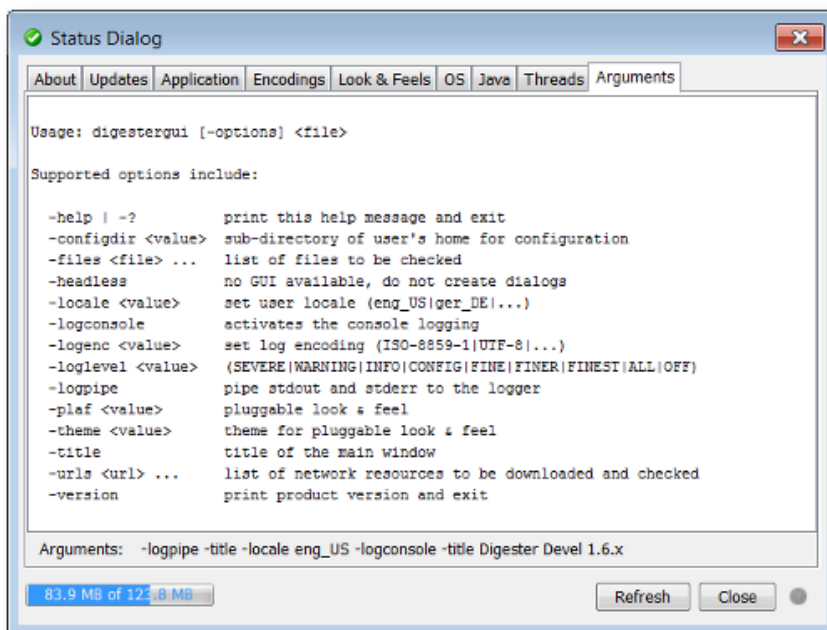 Status Dialog
About Updates Application Encodings Look & Feels OS Java Threads Arguments
Usage: digestergui [-options] <file>
Supported options include:
-help | -? print this help message and exit
-configdir <value> sub-directory of user's home for configuration
-files <file> ... list of files to be checked
-headless no GUI available, do not create dialogs
-locale <value> set user locale (eng_US|ger_DE|...)
-logconsole activates the console logging
-logenc <value> set log encoding (ISO-8859-1|UTF-8|...)
-loglevel <value> (SEVERE|WARNING|INFO|CONFIG|FINE|FINER|FINEST|ALL|OFF)
-logpipe pipe stdout and stderr to the logger
-plaf <value> pluggable look & feel
-theme <value> theme for pluggable look & feel
-title title of the main window
-urls <url> ... list of network resources to be downloaded and checked
-version print product version and exit
Arguments: -logpipe -title -locale eng_US -logconsole -title Digester Devel 1.6.x
83.9 MB of 123.8 MB Refresh Close